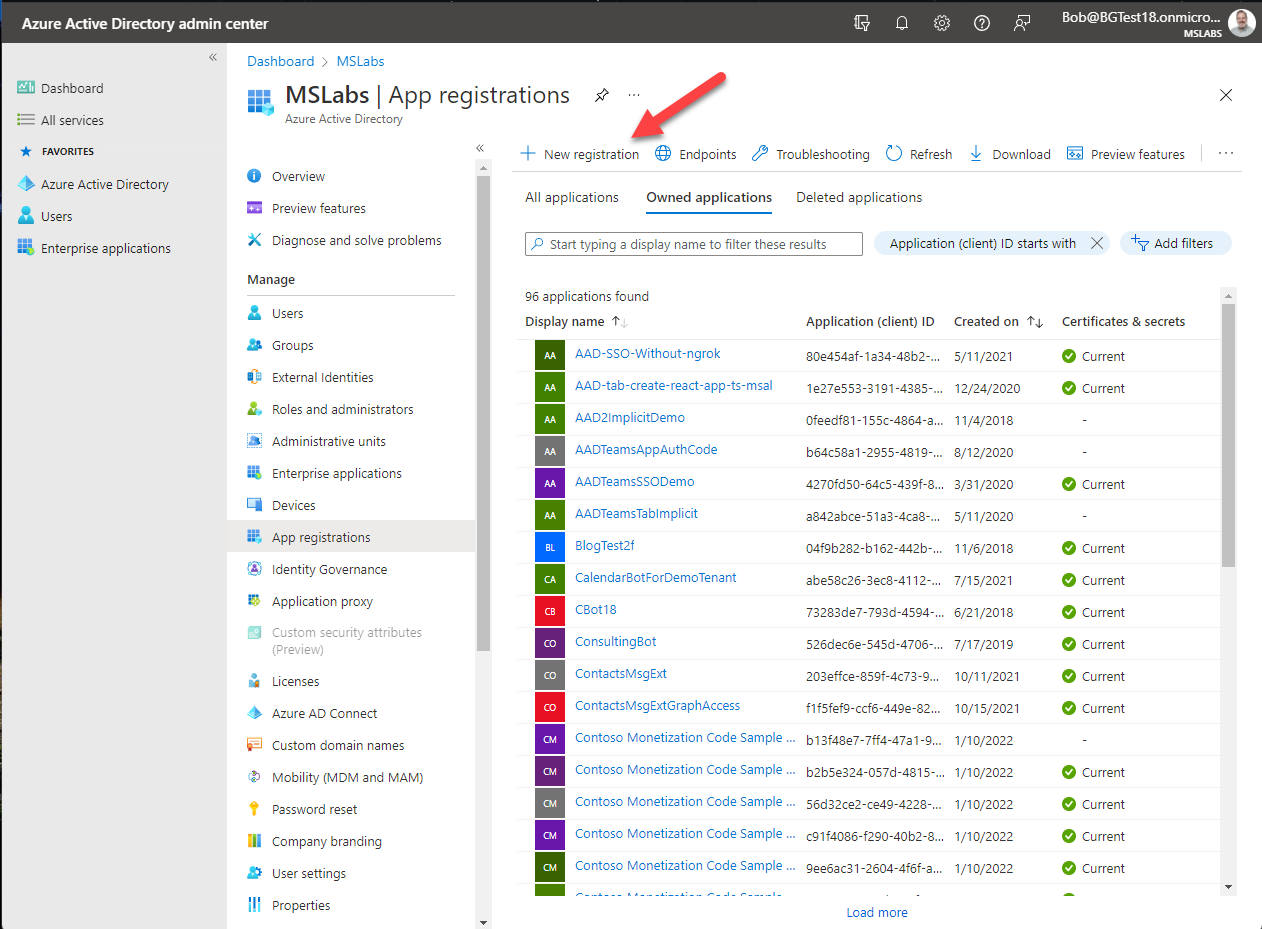 Azure Active Directory admin center
Bob@BGTest18.onmicro...
MSLABS
«
Dashboard
All services
FAVORITES
Azure Active Directory
Users
Enterprise applications
Dashboard > MSLabs
MSLabs | App registrations
...
Azure Active Directory
«
Overview
Preview features
Diagnose and solve problems
Manage
Users
Groups
External Identities
Roles and administrators
Administrative units
Enterprise applications
Devices
App registrations
Identity Governance
Application proxy
Custom security attributes
(Preview)
Licenses
Azure AD Connect
Custom domain names
Mobility (MDM and MAM)
Password reset
Company branding
User settings
Properties
New registration Endpoints Troubleshooting Refresh Download Preview features ...
All applications Owned applications Deleted applications
Start typing a display name to filter these results Application (client) ID starts with Add filters
96 applications found
Display name Application (client) ID Created on Certificates & secrets
AA AAD-SSO-Without-ngrok 80e454af-1a34-48b2-... 5/11/2021 Current
AA AAD-tab-create-react-app-ts-msal 1e27e553-3191-4385-... 12/24/2020 Current
AA AAD2ImplicitDemo 0feedf81-155c-4864-a... 11/4/2018 -
AA AADTeamsAppAuthCode b64c58a1-2955-4819-... 8/12/2020 -
AA AADTeamsSSODemo 4270fd50-64c5-439f-8... 3/31/2020 Current
AA AADTeamsTabImplicit a842abce-51a3-4ca8-... 5/11/2020 -
BL BlogTest2f 04f9b282-b162-442b-... 11/6/2018 Current
CA CalendarBotForDemoTenant abe58c26-3ec8-4112-... 7/15/2021 Current
CB CBot18 73283de7-793d-4594-... 6/21/2018 Current
CO ConsultingBot 526dec6e-545d-4706-... 7/17/2019 Current
CO ContactsMsgExt 203effce-859f-4c73-9... 10/11/2021 Current
CO ContactsMsgExtGraphAccess f1f5fef9-ccf6-449e-82... 10/15/2021 Current
CM Contoso Monetization Code Sample ... b13f48e7-7ff4-47a1-9... 1/10/2022 -
CM Contoso Monetization Code Sample ... b2b5e324-057d-4815-... 1/10/2022 Current
CM Contoso Monetization Code Sample ... 56d32ce2-ce49-4228-... 1/10/2022 Current
CM Contoso Monetization Code Sample ... c91f4086-f290-40b2-8... 1/10/2022 Current
CM Contoso Monetization Code Sample ... 9ee6ac31-2604-4f6f-a... 1/10/2022 Current
Contoso Monetization Code Sample
Load more